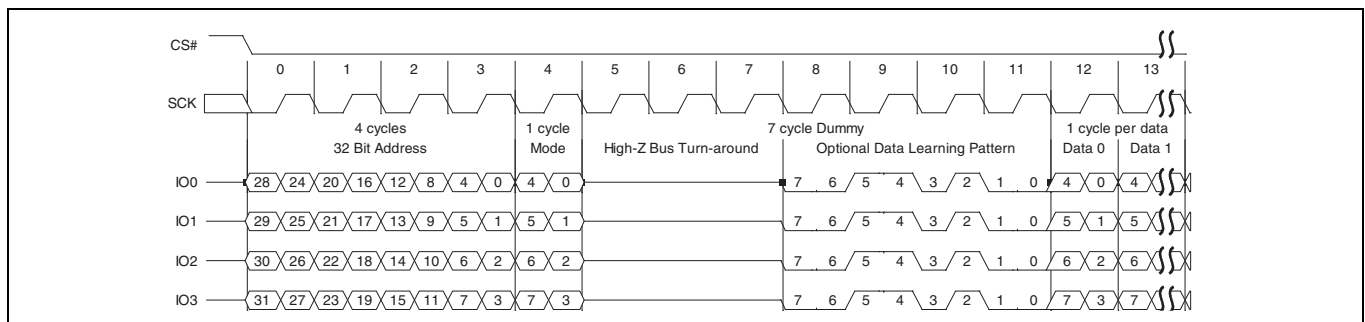 CS#
0 1 2 3 4 5 6 7 8 9 10 11 12 13
SCK
4 cycles 1 cycle 7 cycle Dummy 1 cycle per data
32 Bit Address Mode High-Z Bus Turn-around Optional Data Learning Pattern Data 0 Data 1
IO0 28 24 20 16 12 8 4 0 4 0 7 6 5 4 3 2 1 0 4 0 4
IO1 29 25 21 17 13 9 5 1 5 1 7 6 5 4 3 2 1 0 5 1 5
IO2 30 26 22 18 14 10 6 2 6 2 7 6 5 4 3 2 1 0 6 2 6
IO3 31 27 23 19 15 11 7 3 7 3 7 6 5 4 3 2 1 0 7 3 7